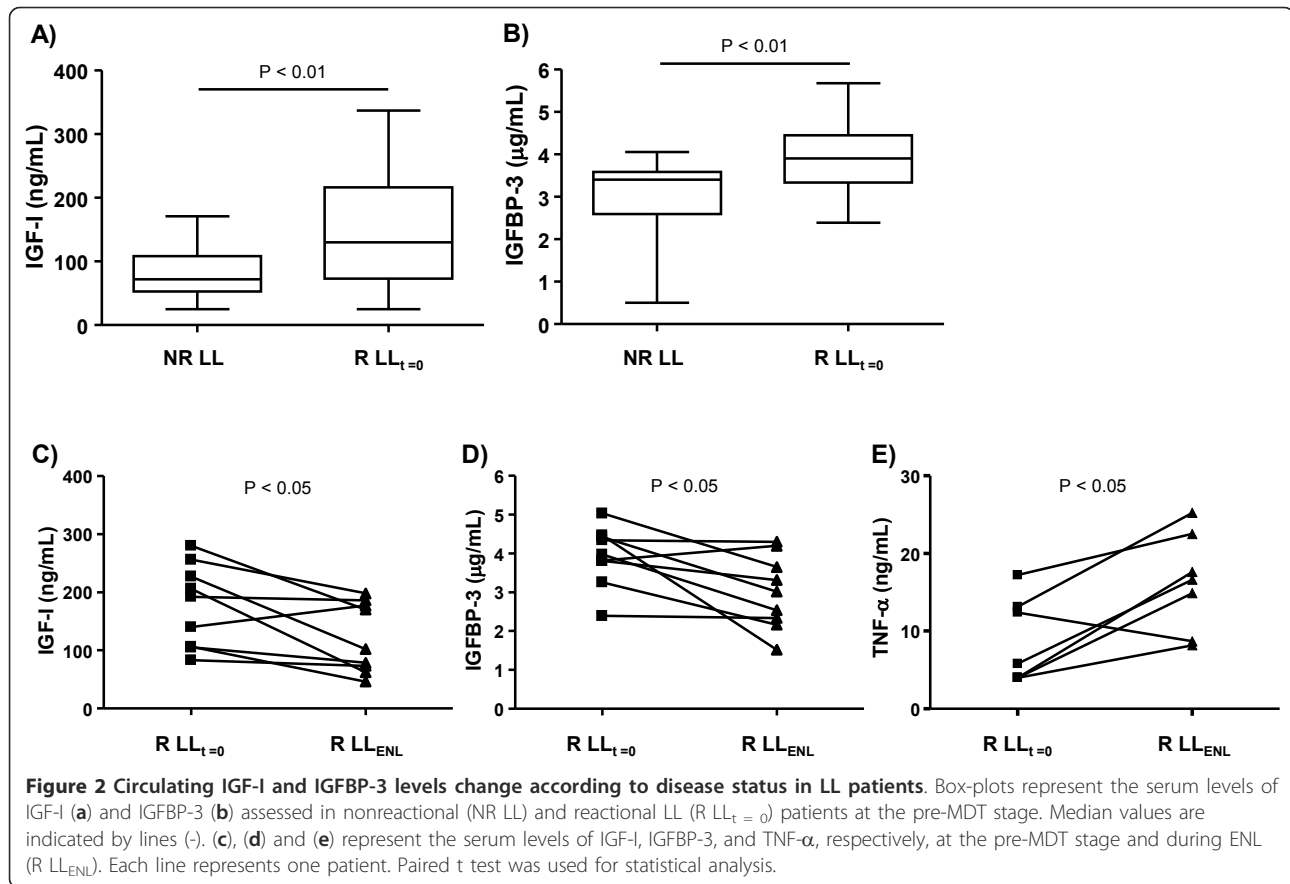 A)
P < 0.01
IGF-I (ng/mL)
400
300
200
100
0
NR LL
R LLt =0
B)
P < 0.01
IGFBP-3 (μg/mL)
6
5
4
3
2
1
0
NR LL
R LLt =0
C)
P < 0.05
IGF-I (ng/mL)
400
300
200
100
0
R LLt =0
R LLENL
D)
P < 0.05
IGFBP-3 (μg/mL)
6
5
4
3
2
1
0
R LLt =0
R LLENL
E)
P < 0.05
TNF-α (ng/mL)
30
20
10
0
R LLt =0
R LLENL
Figure 2 Circulating IGF-I and IGFBP-3 levels change according to disease status in LL patients. Box-plots represent the serum levels of
IGF-I (a) and IGFBP-3 (b) assessed in nonreactional (NR LL) and reactional LL (R LLt = 0) patients at the pre-MDT stage. Median values are
indicated by lines (-). (c), (d) and (e) represent the serum levels of IGF-I, IGFBP-3, and TNF-α, respectively, at the pre-MDT stage and during ENL
(R LLENL). Each line represents one patient. Paired t test was used for statistical analysis.